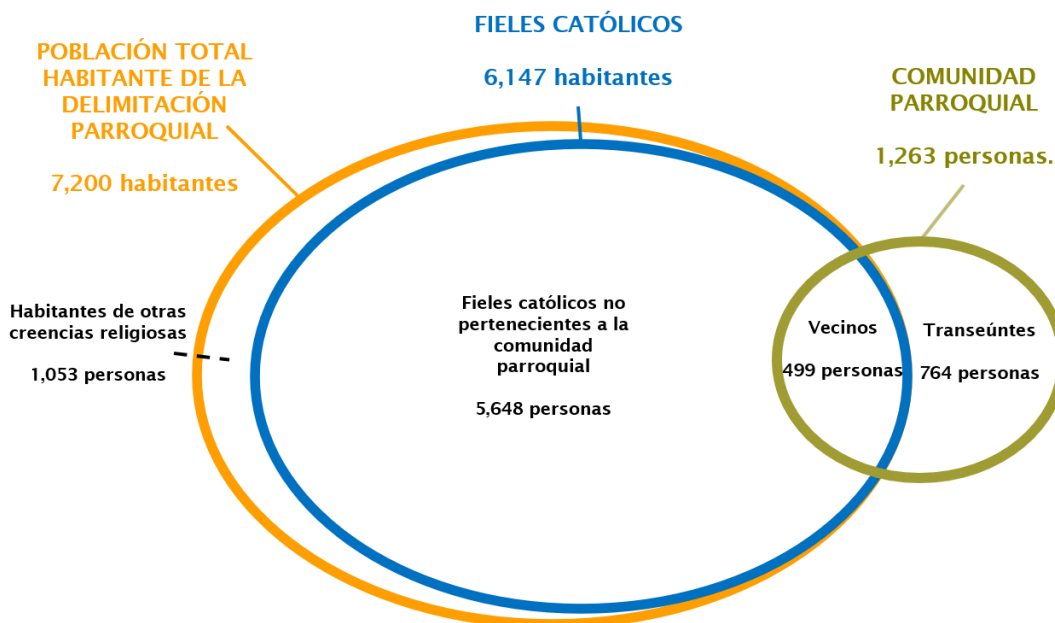 POBLACIÓN TOTAL
HABITANTE DE LA
DELIMITACIÓN
PARROQUIAL
7,200 habitantes
FIELES CATÓLICOS
6,147 habitantes
COMUNIDAD
PARROQUIAL
1,263 personas.
Habitantes de otras
creencias religiosas
1,053 personas
Fieles católicos no
pertenecientes a la
comunidad
parroquial
5,648 personas
Vecinos
499 personas
Transeúntes
764 personas